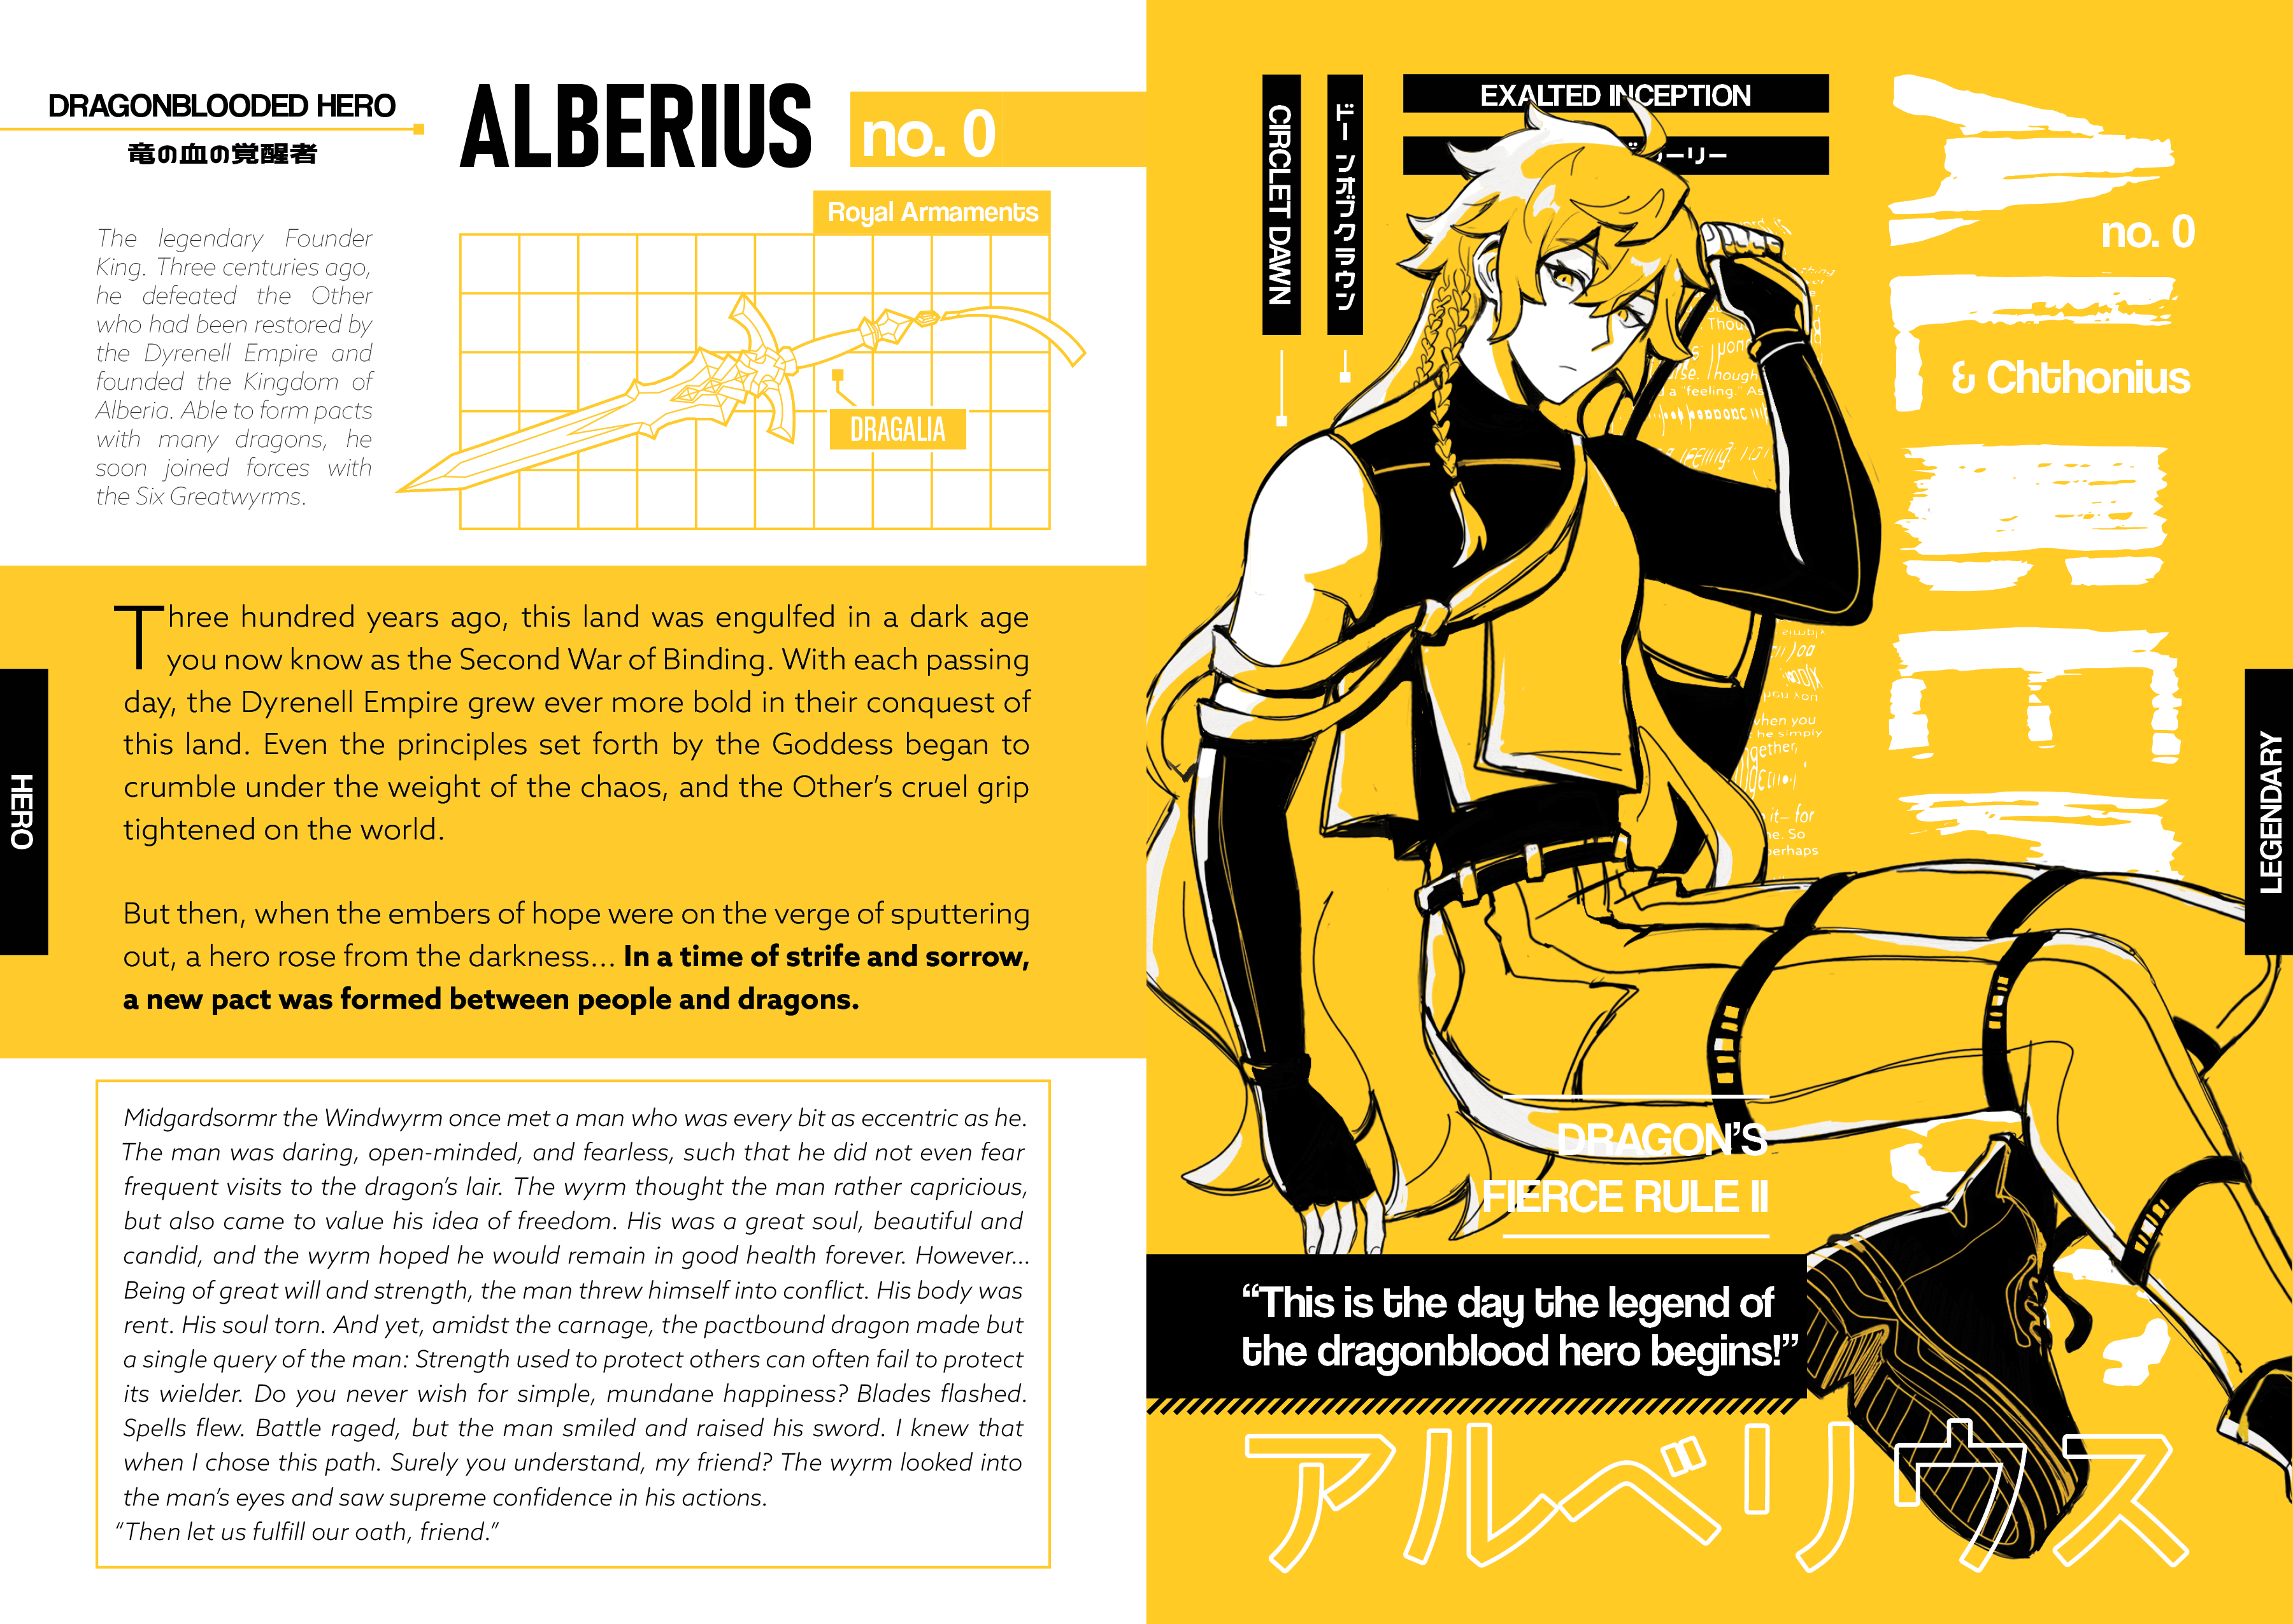 DRAGONBLOODED HERO
竜の血の覚醒者
ALBERIUS
no. 0
The legendary Founder
King. Three centuries ago,
he defeated the Other
who had been restored by
the Dyrenell Empire and
founded the Kingdom of
Alberia. Able to form pacts
with many dragons, he
soon joined forces with
the Six Greatwyrms.
Royal Armaments
DRAGALIA
Three hundred years ago, this land was engulfed in a dark age
you now know as the Second War of Binding. With each passing
day, the Dyrenell Empire grew ever more bold in their conquest of
this land. Even the principles set forth by the Goddess began to
crumble under the weight of the chaos, and the Other’s cruel grip
tightened on the world.
But then, when the embers of hope were on the verge of sputtering
out, a hero rose from the darkness... In a time of strife and sorrow,
a new pact was formed between people and dragons.
HERO
Midgardsormr the Windwyrm once met a man who was every bit as eccentric as he.
The man was daring, open-minded, and fearless, such that he did not even fear
frequent visits to the dragon’s lair. The wyrm thought the man rather capricious,
but also came to value his idea of freedom. His was a great soul, beautiful and
candid, and the wyrm hoped he would remain in good health forever. However...
Being of great will and strength, the man threw himself into conflict. His body was
rent. His soul torn. And yet, amidst the carnage, the pactbound dragon made but
a single query of the man: Strength used to protect others can often fail to protect
its wielder. Do you never wish for simple, mundane happiness? Blades flashed.
Spells flew. Battle raged, but the man smiled and raised his sword. I knew that
when I chose this path. Surely you understand, my friend? The wyrm looked into
the man’s eyes and saw supreme confidence in his actions.
“Then let us fulfill our oath, friend.”
CIRCLET DAWN
ドーンオブクラウン
EXALTED INCEPTION
ーリー
no. 0
& Chthonius
a "feeling." As
when you
he simply
it– for
So
perhaps
LEGENDARY
DRAGON’S
FIERCE RULE II
“This is the day the legend of
the dragonblood hero begins!”
アルベリウス